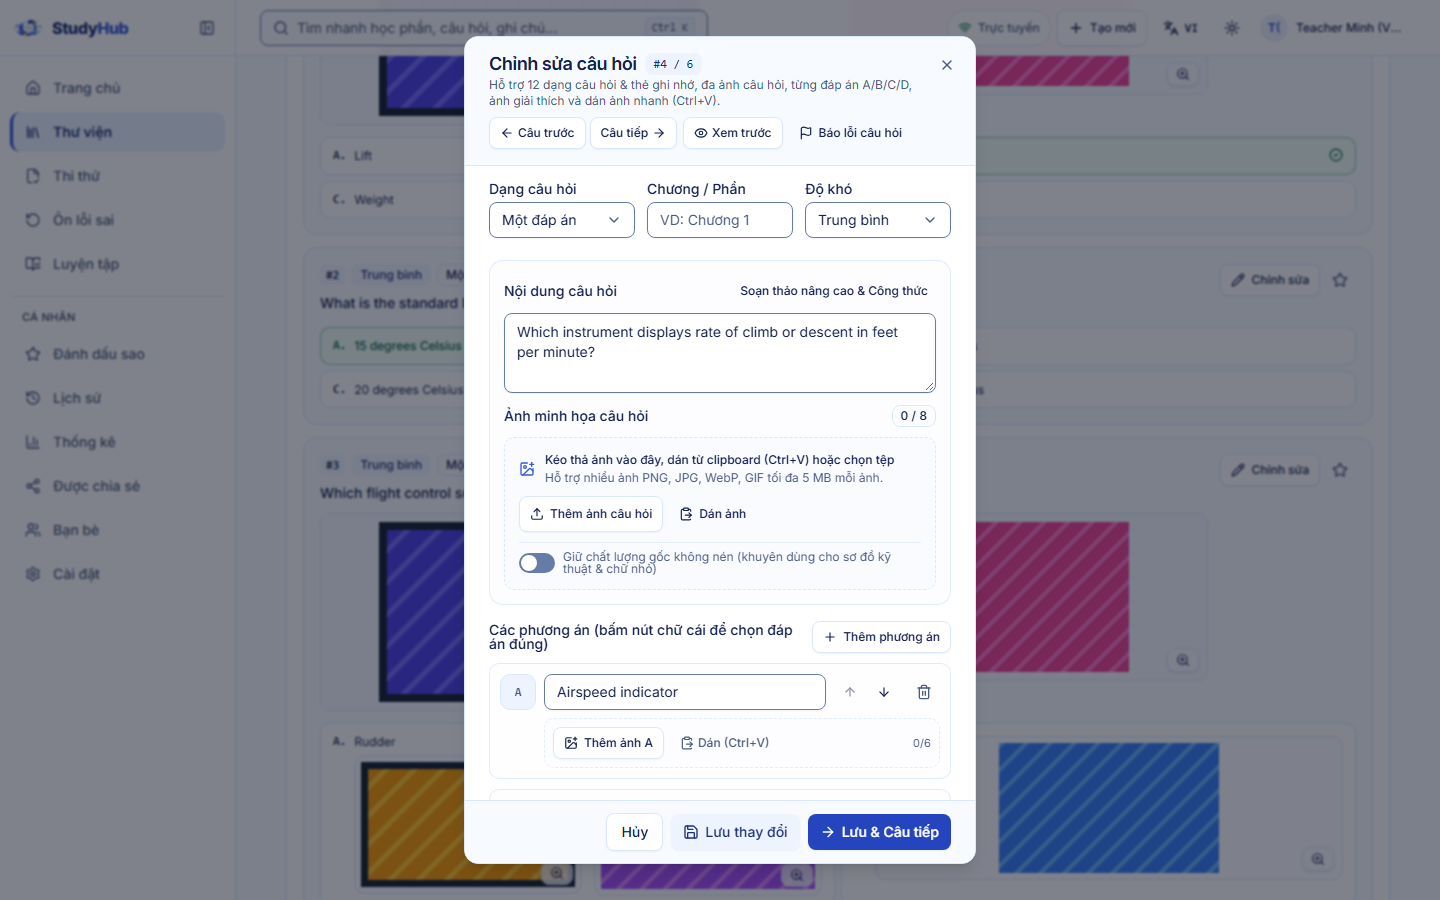 StudyHub
Tìm nhanh học phần, câu hỏi, ghi chú...
Ctrl K
Trực tuyến
Tạo mới
VI
T(
Teacher Minh (V...
Trang chủ
Thư viện
Thi thử
Ôn lỗi sai
Luyện tập
CÁ NHÂN
Đánh dấu sao
Lịch sử
Thống kê
Được chia sẻ
Bạn bè
Cài đặt
A. Lift
C. Weight
#2
Trung bình
Chỉnh sửa
What is the standard
A. 15 degrees Celsius
C. 20 degrees Celsius
#3
Trung bình
Chỉnh sửa
Which flight control
A. Rudder
Chỉnh sửa câu hỏi
#4 / 6
Hỗ trợ 12 dạng câu hỏi & thẻ ghi nhớ, đa ảnh câu hỏi, từng đáp án A/B/C/D,
ảnh giải thích và dán ảnh nhanh (Ctrl+V).
Câu trước
Câu tiếp
Xem trước
Báo lỗi câu hỏi
Dạng câu hỏi
Chương / Phần
Độ khó
Một đáp án
VD: Chương 1
Trung bình
Nội dung câu hỏi
Soạn thảo nâng cao & Công thức
Which instrument displays rate of climb or descent in feet
per minute?
Ảnh minh họa câu hỏi
0 / 8
Kéo thả ảnh vào đây, dán từ clipboard (Ctrl+V) hoặc chọn tệp
Hỗ trợ nhiều ảnh PNG, JPG, WebP, GIF tối đa 5 MB mỗi ảnh.
Thêm ảnh câu hỏi
Dán ảnh
Giữ chất lượng gốc không nén (khuyên dùng cho sơ đồ kỹ
thuật & chữ nhỏ)
Các phương án (bấm nút chữ cái để chọn đáp
án đúng)
Thêm phương án
A
Airspeed indicator
Thêm ảnh A
Dán (Ctrl+V)
0/6
Hủy
Lưu thay đổi
Lưu & Câu tiếp